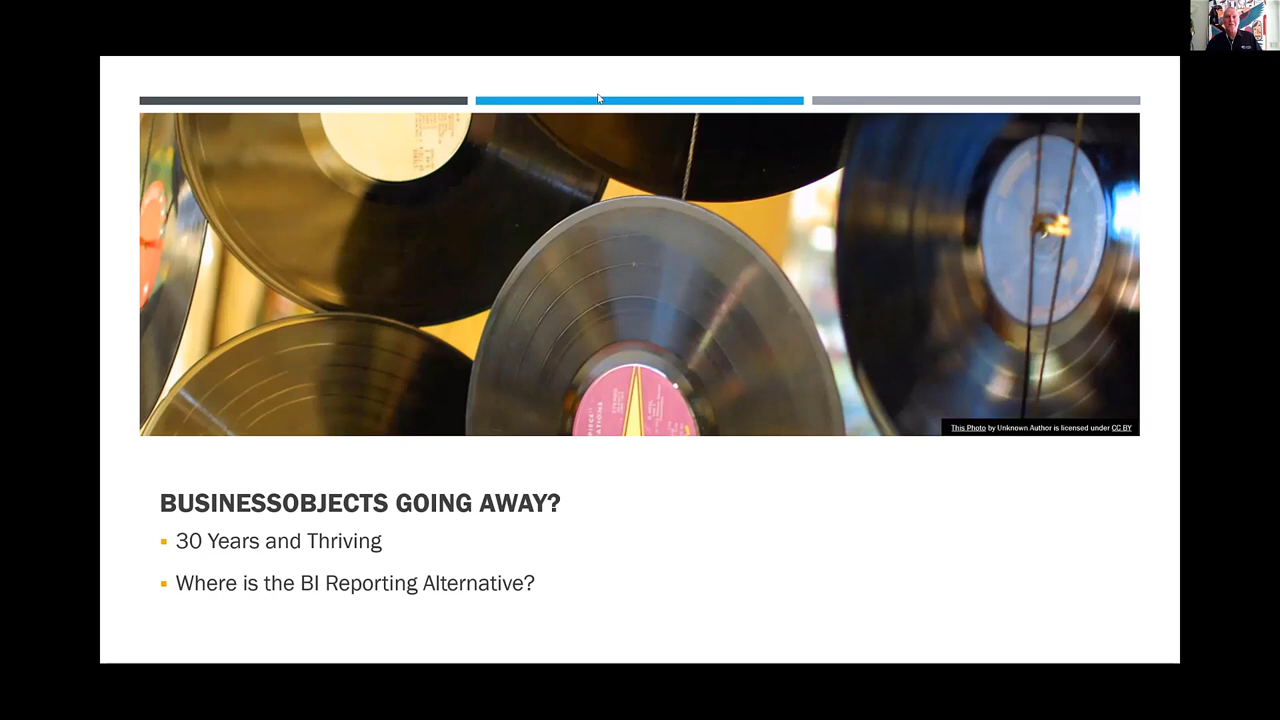 This Photo by Unknown Author is licensed under CC BY
BUSINESSOBJECTS GOING AWAY?
▪ 30 Years and Thriving
▪ Where is the BI Reporting Alternative?